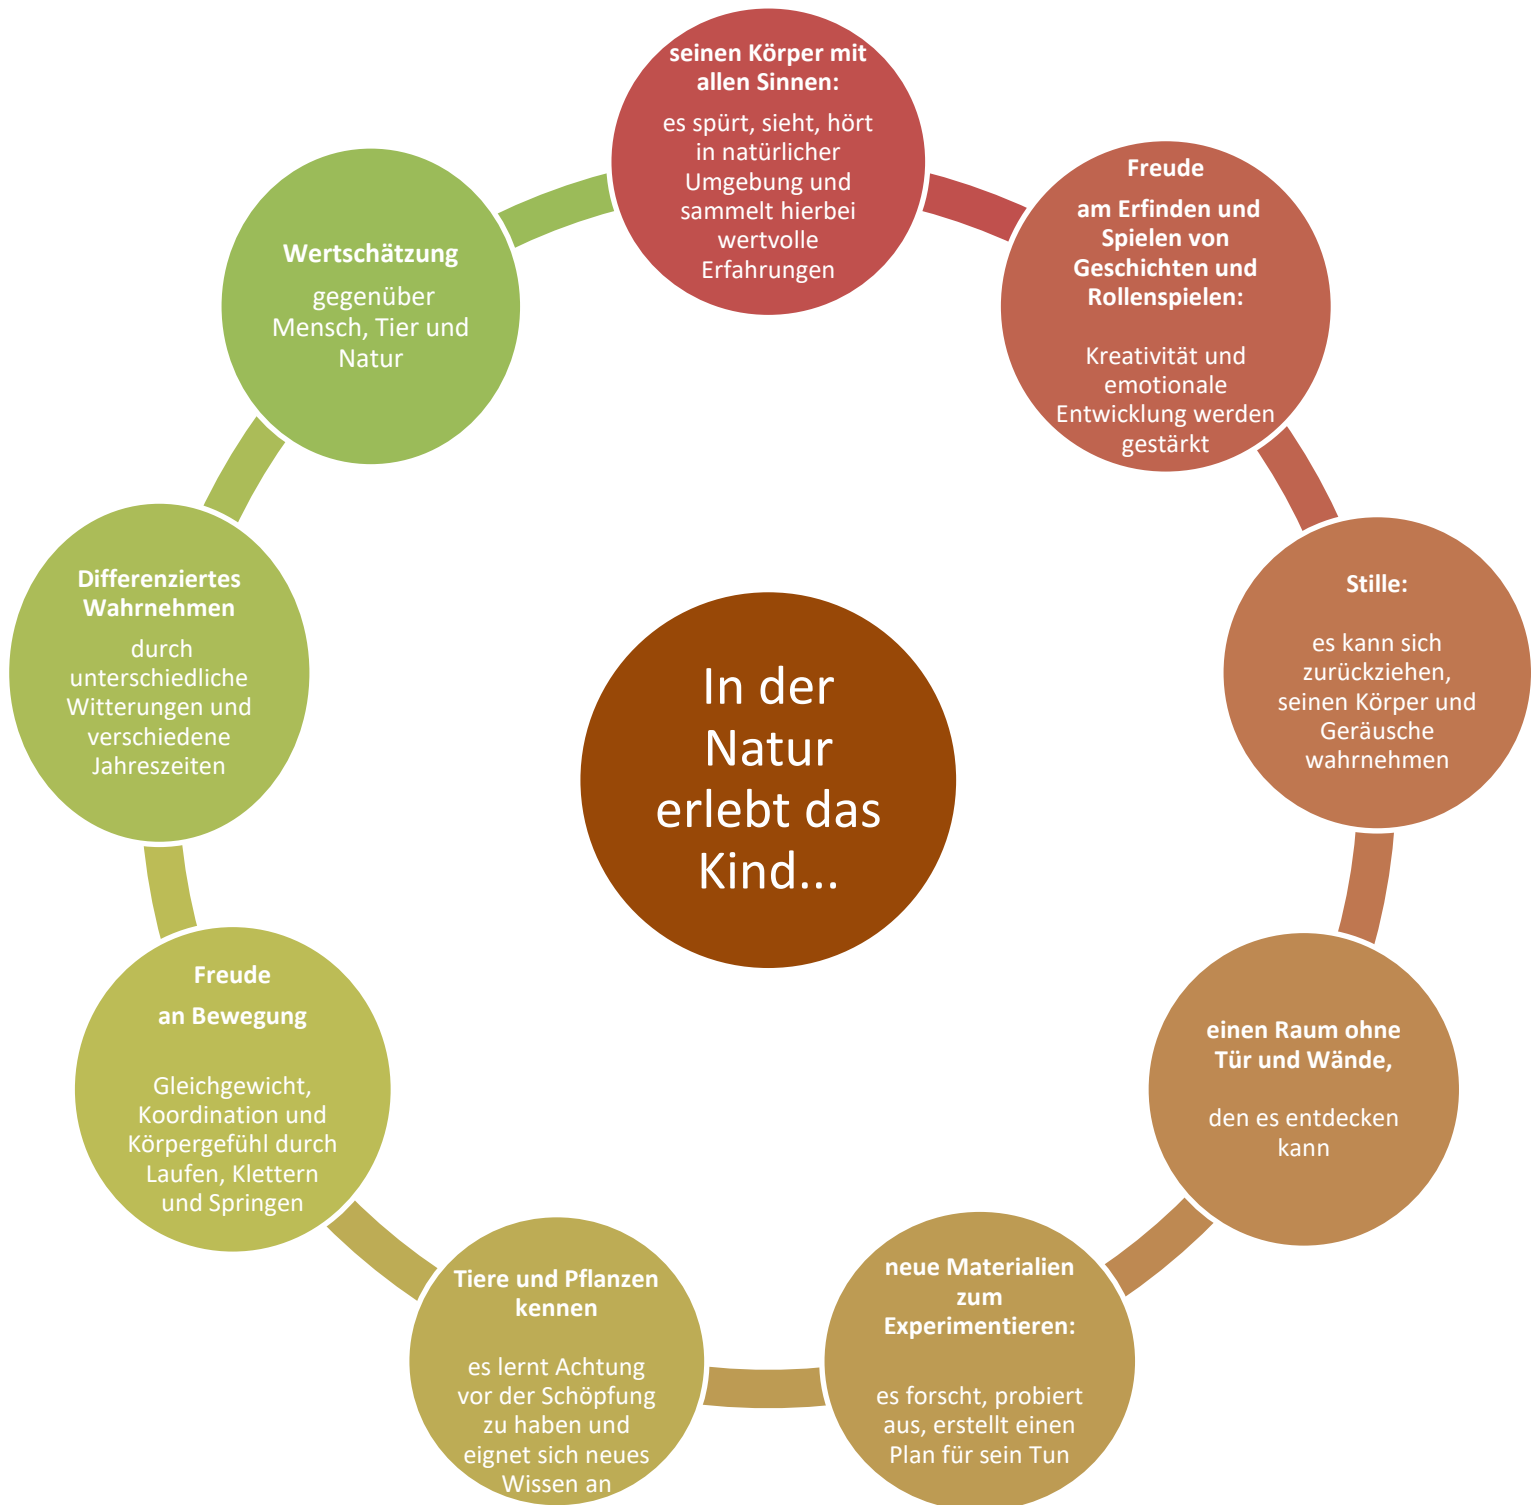 seinen Körper mit
allen Sinnen:
es spürt, sieht, hört
in natürlicher
Umgebung und
sammelt hierbei
wertvolle
Erfahrungen
Freude
am Erfinden und
Spielen von
Geschichten und
Rollenspielen:
Kreativität und
emotionale
Entwicklung werden
gestärkt
Stille:
es kann sich
zurückziehen,
seinen Körper und
Geräusche
wahrnehmen
einen Raum ohne
Tür und Wände,
den es entdecken
kann
neue Materialien
zum
Experimentieren:
es forscht, probiert
aus, erstellt einen
Plan für sein Tun
Tiere und Pflanzen
kennen
es lernt Achtung
vor der Schöpfung
zu haben und
eignet sich neues
Wissen an
Freude
an Bewegung
Gleichgewicht,
Koordination und
Körpergefühl durch
Laufen, Klettern
und Springen
Differenziertes
Wahrnehmen
durch
unterschiedliche
Witterungen und
verschiedene
Jahreszeiten
Wertschätzung
gegenüber
Mensch, Tier und
Natur
In der
Natur
erlebt das
Kind...